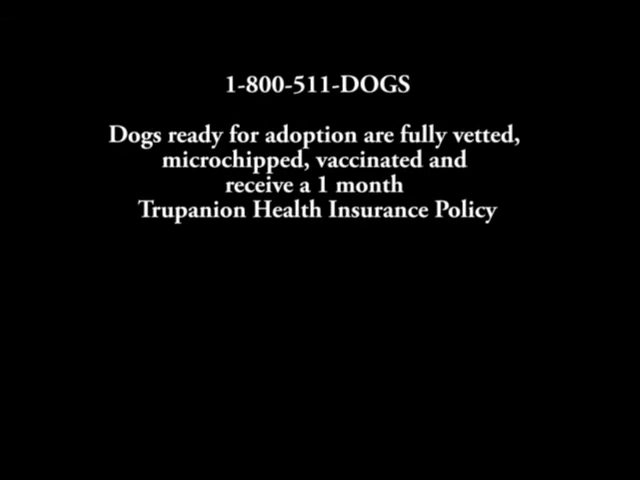 1-800-511-DOGS
Dogs ready for adoption are fully vetted,
microchipped, vaccinated and
receive a 1 month
Trupanion Health Insurance Policy